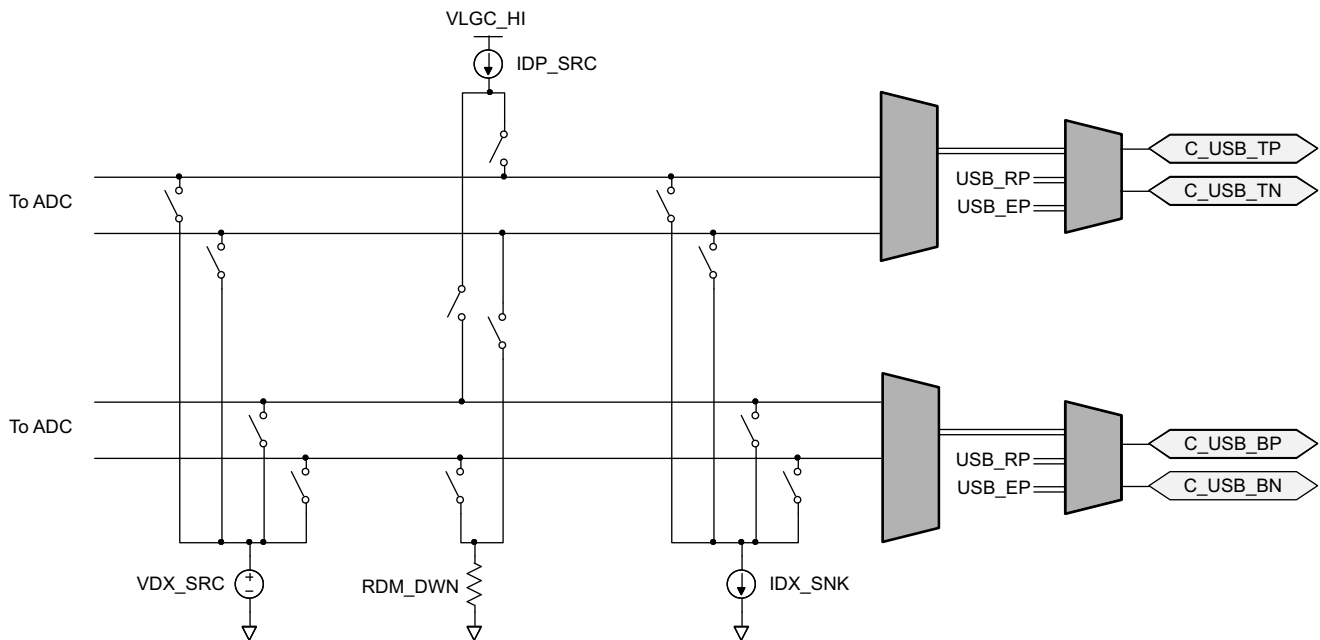 VLGC_HI
IDP_SRC
C_USB_TP
To ADC
USB_RP
C_USB_TN
USB_EP
To ADC
C_USB_BP
USB_RP
USB_EP
C_USB_BN
VDX_SRC
+
−
RDM_DWN
IDX_SNK